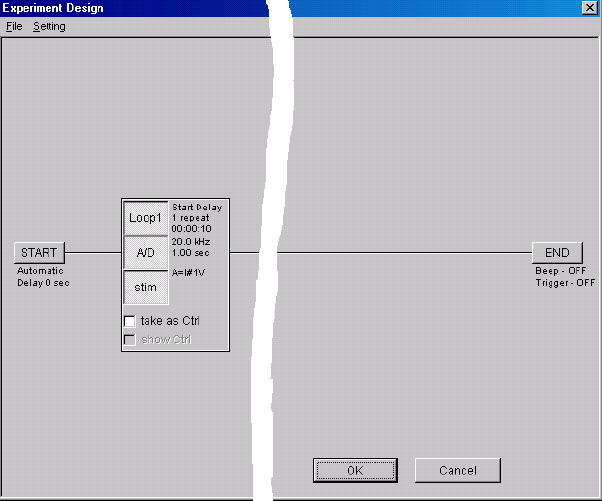 Experiment Design
File Setting
Loop1
Start Delay
1 repeat
00:00:10
START
A/D
20.0 kHz
1.00 sec
END
Automatic
Delay 0 sec
stim
A=I#1V
Beep - OFF
Trigger - OFF
take as Ctrl
show Ctrl
OK
Cancel